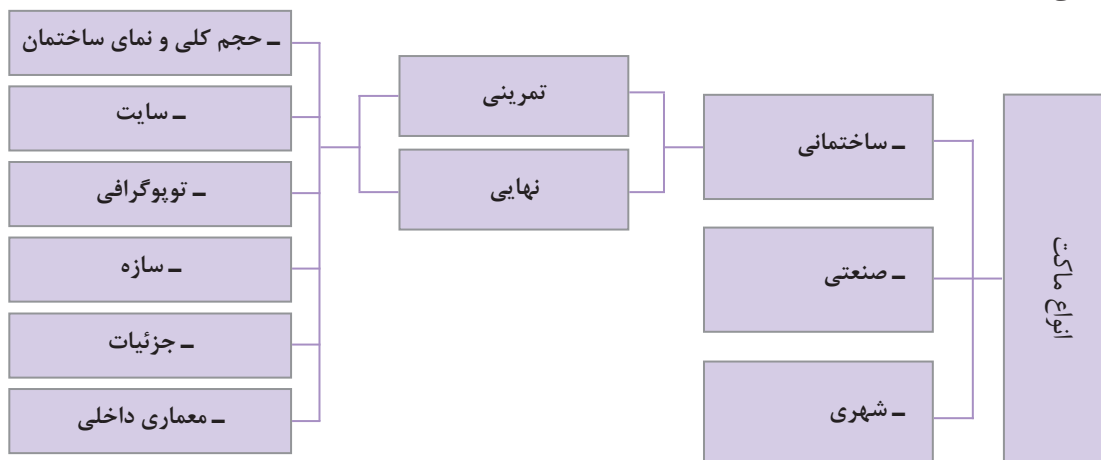 انواع ماکت
ـ ساختمانی
ـ صنعتی
ـ شهری
تمرینی
نهایی
ـ حجم کلی و نمای ساختمان
ـ سایت
ـ توپوگرافی
ـ سازه
ـ جزئیات
ـ معماری داخلی